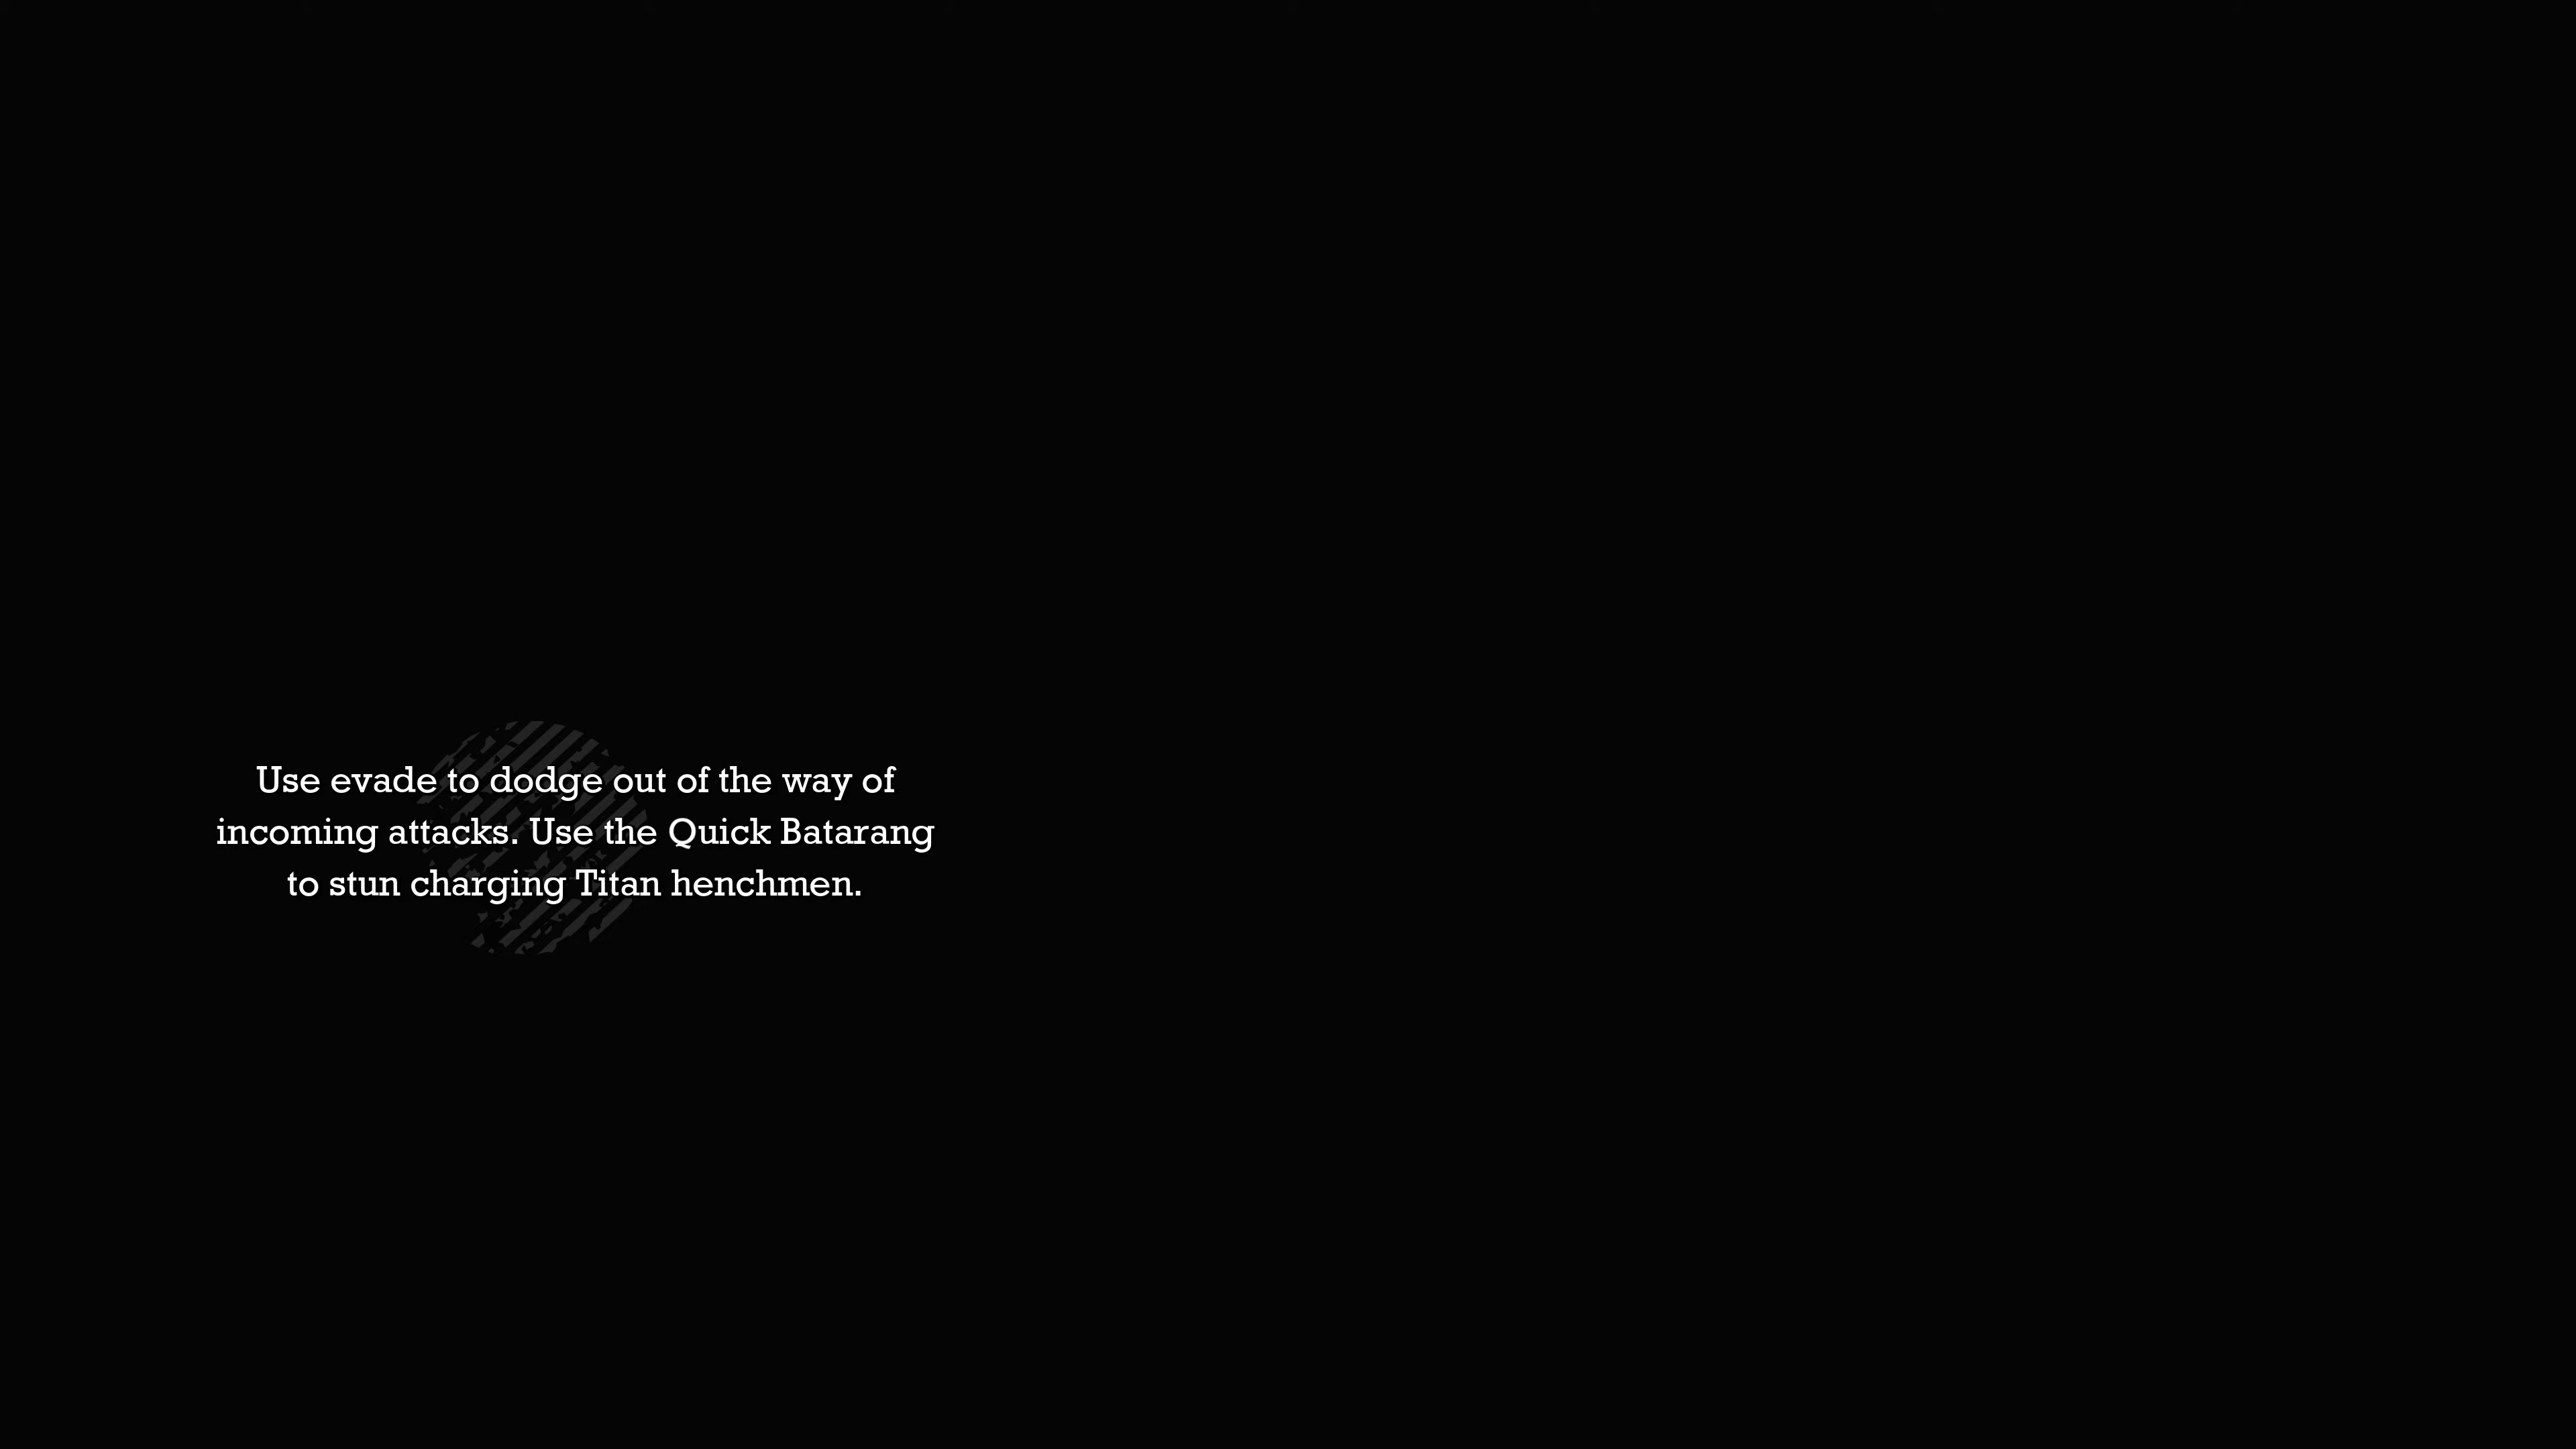 Use evade to dodge out of the way of
incoming attacks. Use the Quick Batarang
to stun charging Titan henchmen.